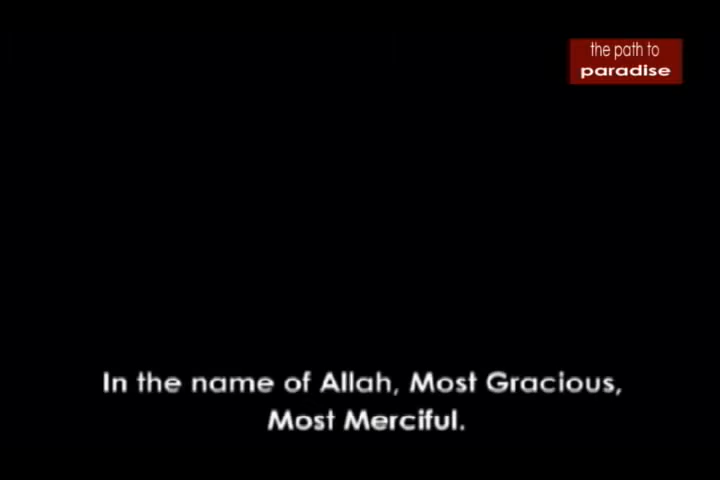 the path to
paradise
In the name of Allah, Most Gracious,
Most Merciful.